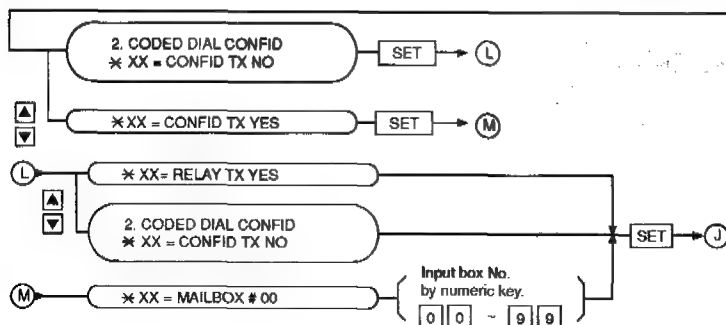 2. CODED DIAL CONFID
* XX = CONFID TX NO
SET
L
* XX = CONFID TX YES
SET
M
L
* XX= RELAY TX YES
2. CODED DIAL CONFID
* XX = CONFID TX NO
SET
J
M
* XX = MAILBOX # 00
Input box No.
by numeric key.
0 0 ~ 9 9